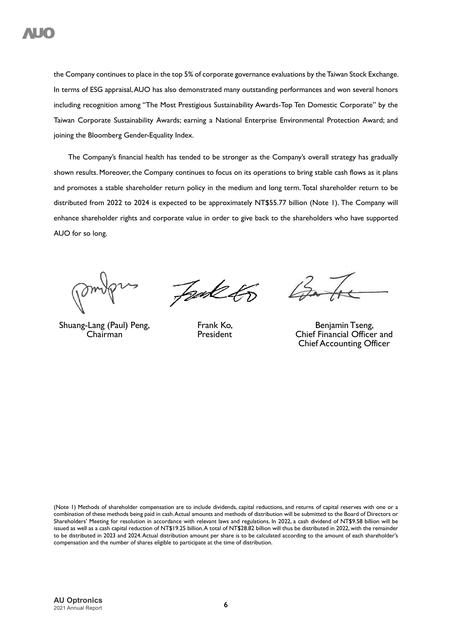 AUO
the Company continues to place in the top 5% of corporate governance evaluations by the Taiwan Stock Exchange.
In terms of ESG appraisal, AUO has also demonstrated many outstanding performances and won several honors
including recognition among “The Most Prestigious Sustainability Awards-Top Ten Domestic Corporate” by the
Taiwan Corporate Sustainability Awards; earning a National Enterprise Environmental Protection Award; and
joining the Bloomberg Gender-Equality Index.
The Company’s financial health has tended to be stronger as the Company’s overall strategy has gradually
shown results. Moreover, the Company continues to focus on its operations to bring stable cash flows as it plans
and promotes a stable shareholder return policy in the medium and long term. Total shareholder return to be
distributed from 2022 to 2024 is expected to be approximately NT$55.77 billion (Note 1). The Company will
enhance shareholder rights and corporate value in order to give back to the shareholders who have supported
AUO for so long.
Frank Ko
Shuang-Lang (Paul) Peng,
Chairman
Frank Ko,
President
Benjamin Tseng,
Chief Financial Officer and
Chief Accounting Officer
(Note 1) Methods of shareholder compensation are to include dividends, capital reductions, and returns of capital reserves with one or a
combination of these methods being paid in cash. Actual amounts and methods of distribution will be submitted to the Board of Directors or
Shareholders’ Meeting for resolution in accordance with relevant laws and regulations. In 2022, a cash dividend of NT$9.58 billion will be
issued as well as a cash capital reduction of NT$19.25 billion. A total of NT$28.82 billion will thus be distributed in 2022, with the remainder
to be distributed in 2023 and 2024. Actual distribution amount per share is to be calculated according to the amount of each shareholder’s
compensation and the number of shares eligible to participate at the time of distribution.
AU Optronics
2021 Annual Report
6